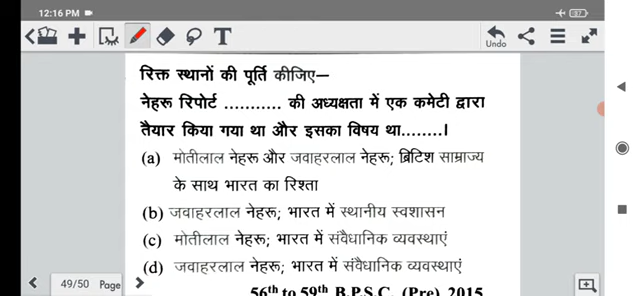 12:16 PM
37
Undo
रिक्त स्थानों की पूर्ति कीजिए–
नेहरू रिपोर्ट ........... की अध्यक्षता में एक कमेटी द्वारा
तैयार किया गया था और इसका विषय था........।
(a) मोतीलाल नेहरू और जवाहरलाल नेहरू; ब्रिटिश साम्राज्य
के साथ भारत का रिश्ता
(b) जवाहरलाल नेहरू; भारत में स्थानीय स्वशासन
(c) मोतीलाल नेहरू; भारत में संवैधानिक व्यवस्थाएं
(d) जवाहरलाल नेहरू; भारत में संवैधानिक व्यवस्थाएं
49/50 Page
56th to 59th B.P.S.C. (Pre) 2015